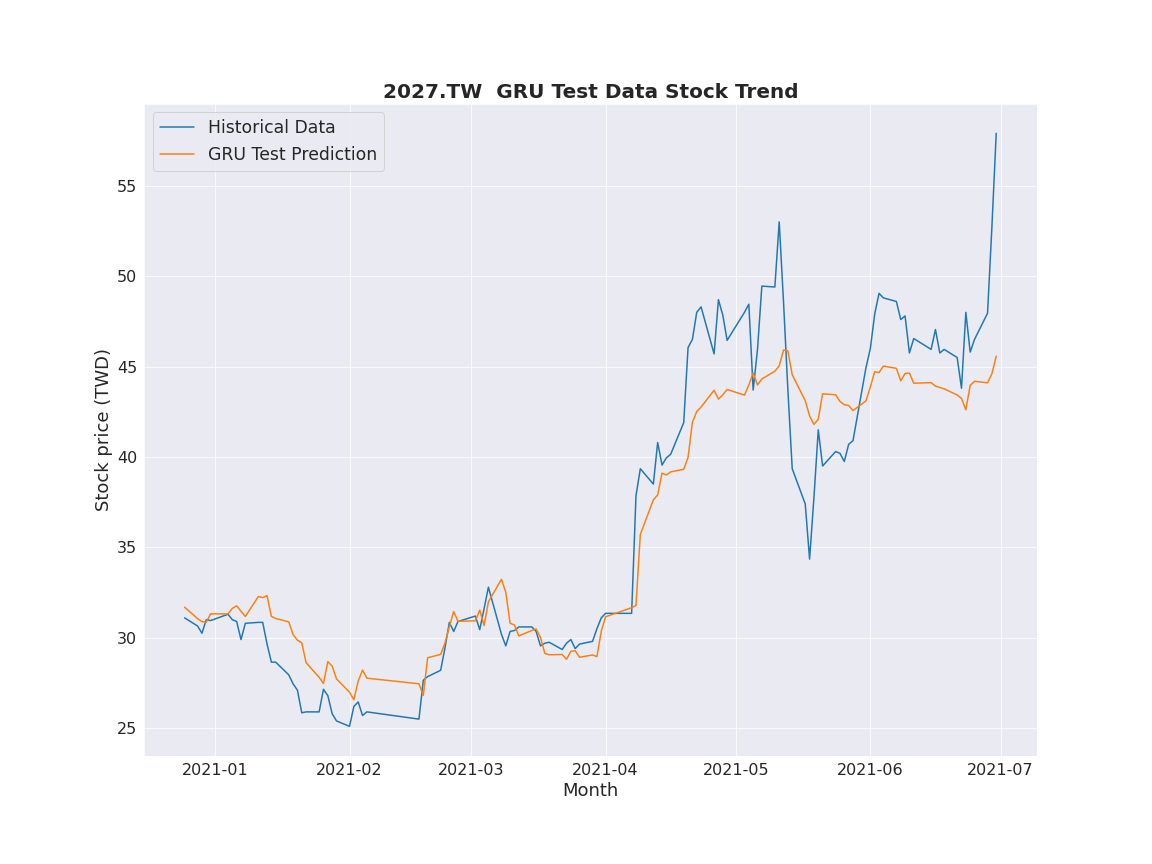 2027.TW  GRU Test Data Stock Trend
Historical Data
GRU Test Prediction
55
50
45
40
35
30
25
Stock price (TWD)
2021-01 2021-02 2021-03 2021-04 2021-05 2021-06 2021-07
Month